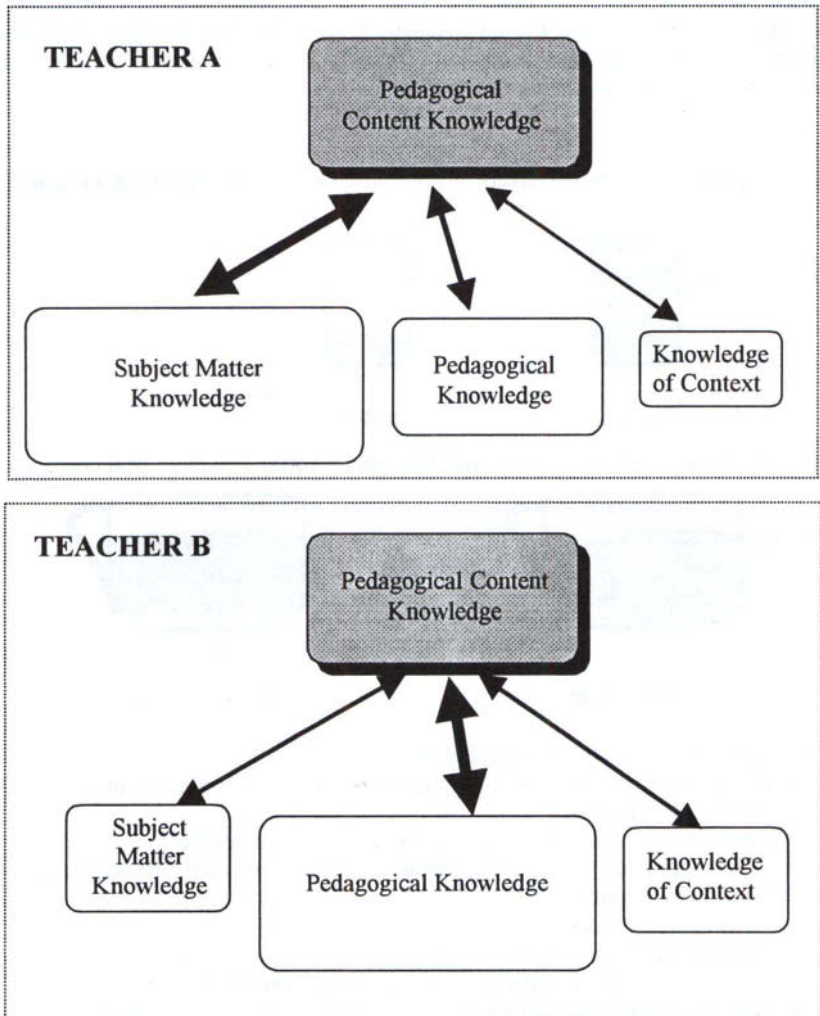 TEACHER A
Pedagogical
Content Knowledge
Subject Matter
Knowledge
Pedagogical
Knowledge
Knowledge
of Context
TEACHER B
Pedagogical Content
Knowledge
Subject
Matter
Knowledge
Pedagogical Knowledge
Knowledge
of Context